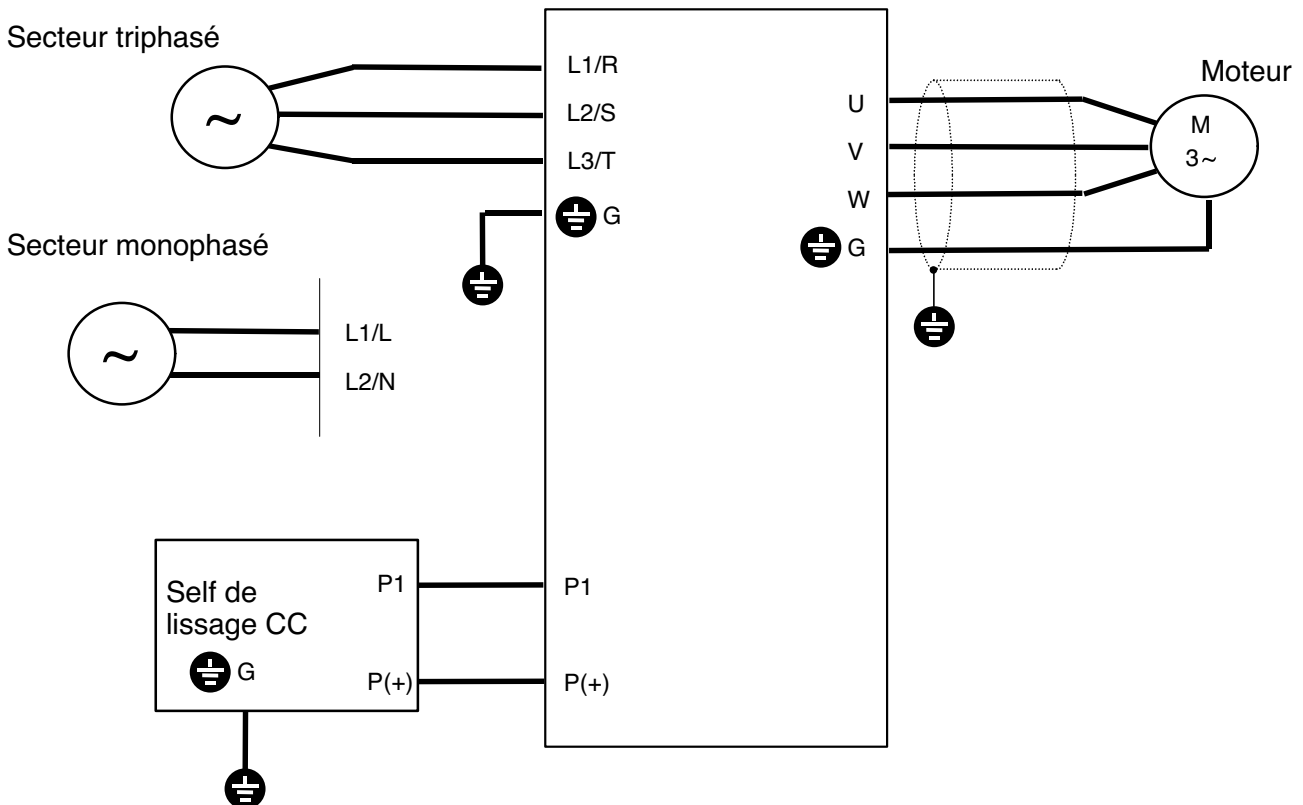 Secteur triphasé
~
L1/R
L2/S
L3/T
G
Secteur monophasé
~
L1/L
L2/N
U
V
W
G
Moteur
M
3~
Self de
lissage CC
G
P1
P(+)
P1
P(+)